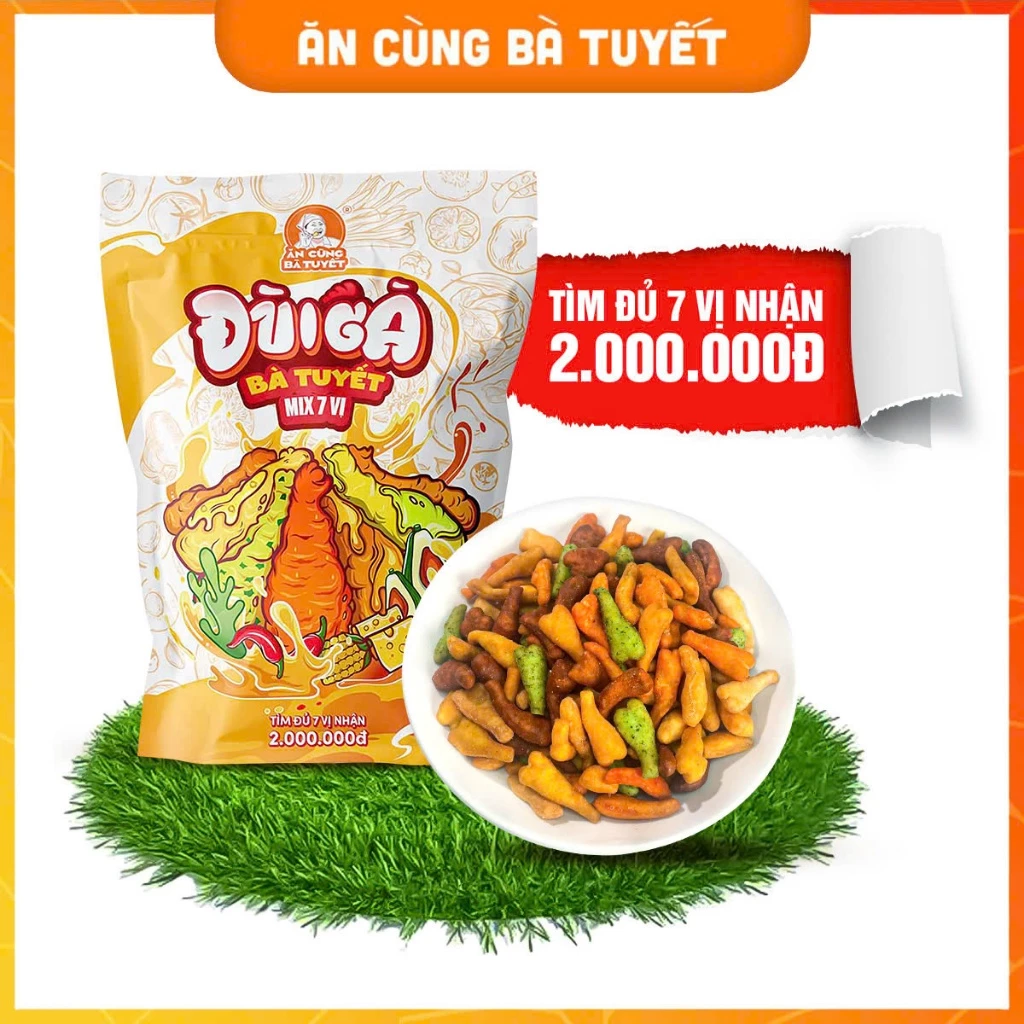 ĂN CÙNG BÀ TUYẾT
ĂN CÙNG
BÀ TUYẾT
®
ĐÙI GÀ
BÀ TUYẾT
MIX 7 VỊ
TÌM ĐỦ 7 VỊ NHẬN
2.000.000đ
TÌM ĐỦ 7 VỊ NHẬN
2.000.000Đ